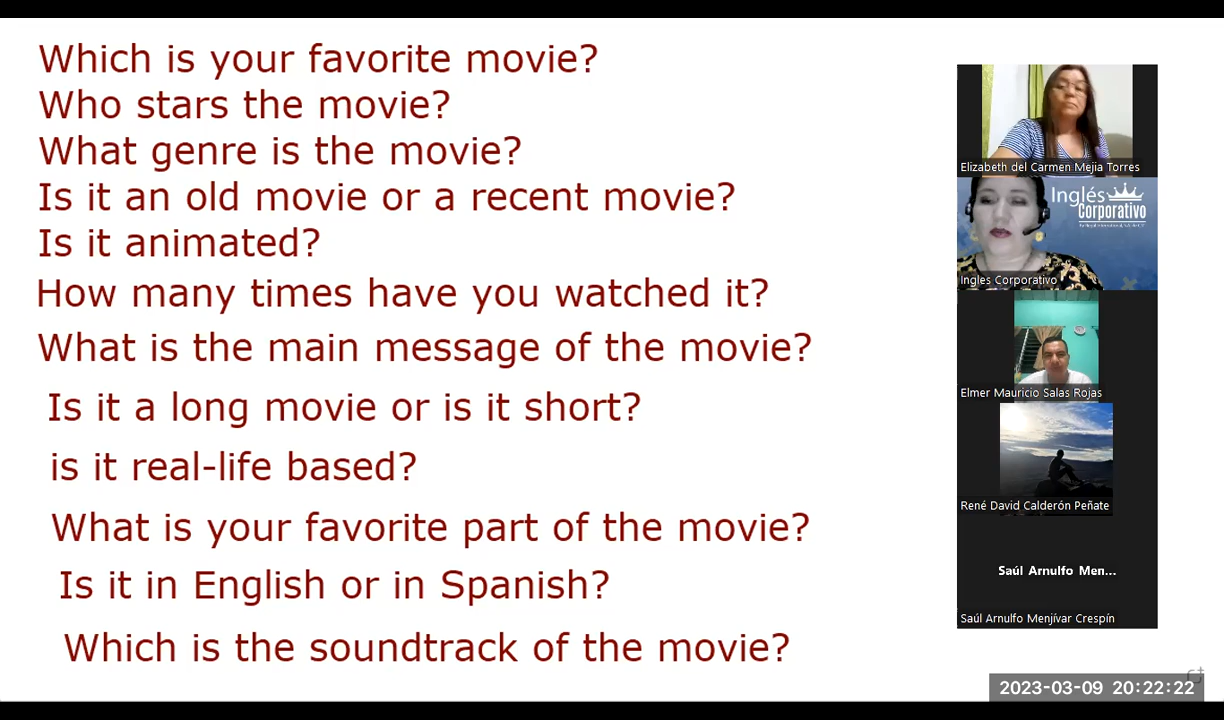 Which is your favorite movie?
Who stars the movie?
What genre is the movie?
Is it an old movie or a recent movie?
Is it animated?
How many times have you watched it?
What is the main message of the movie?
Is it a long movie or is it short?
is it real-life based?
What is your favorite part of the movie?
Is it in English or in Spanish?
Which is the soundtrack of the movie?
Elizabeth del Carmen Mejia Torres
Inglés
Corporativo
Ingles Corporativo
Elmer Mauricio Salas Rojas
René David Calderón Peñate
Saúl Arnulfo Men...
Saúl Arnulfo Menjívar Crespín
2023-03-09 20:22:22